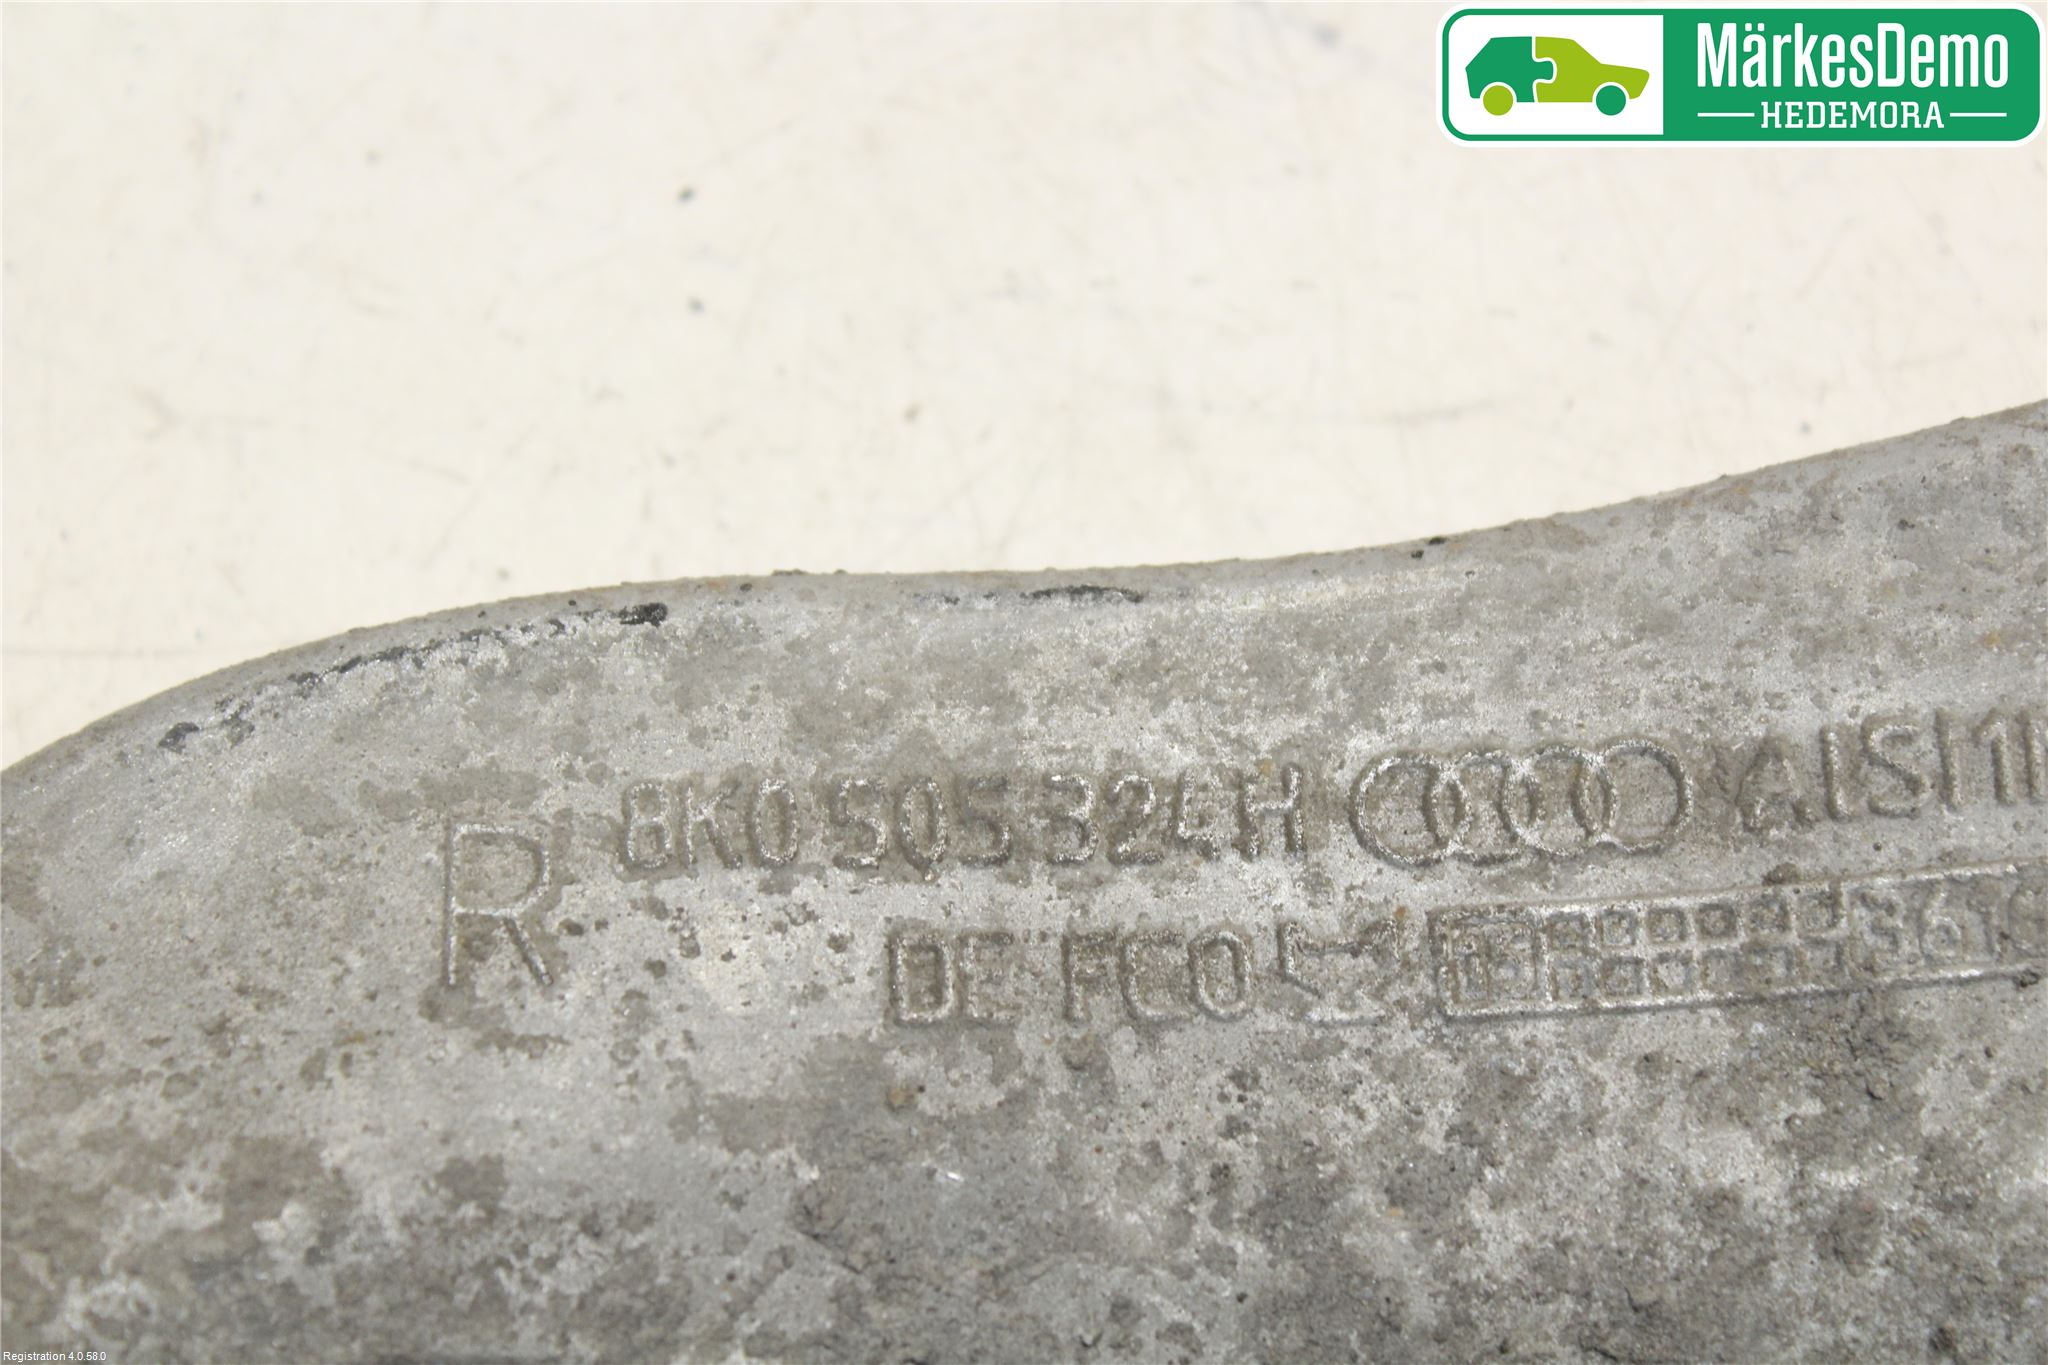 MärkesDemo
HEDEMORA
R 8K0 505 324 H
DE FCO
Registration 4.0.58.0